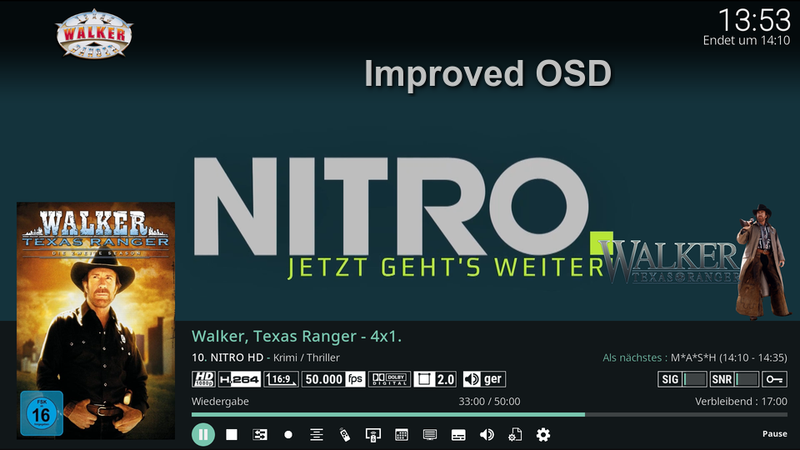 WALKER
13:53
Endet um 14:10
Improved OSD
NITRO.
JETZT GEHT'S WEITER
WALKER
TEXAS RANGER
WALKER
TEXAS RANGER
FSK
16
Walker, Texas Ranger - 4x1.
10. NITRO HD - Krimi / Thriller
Als nächstes : M*A*S*H (14:10 - 14:35)
HD 1080p H.264 16:9 50.000 fps DOLBY DIGITAL 2.0 ger
SIG SNR
Wiedergabe 33:00 / 50:00 Verbleibend : 17:00
Pause